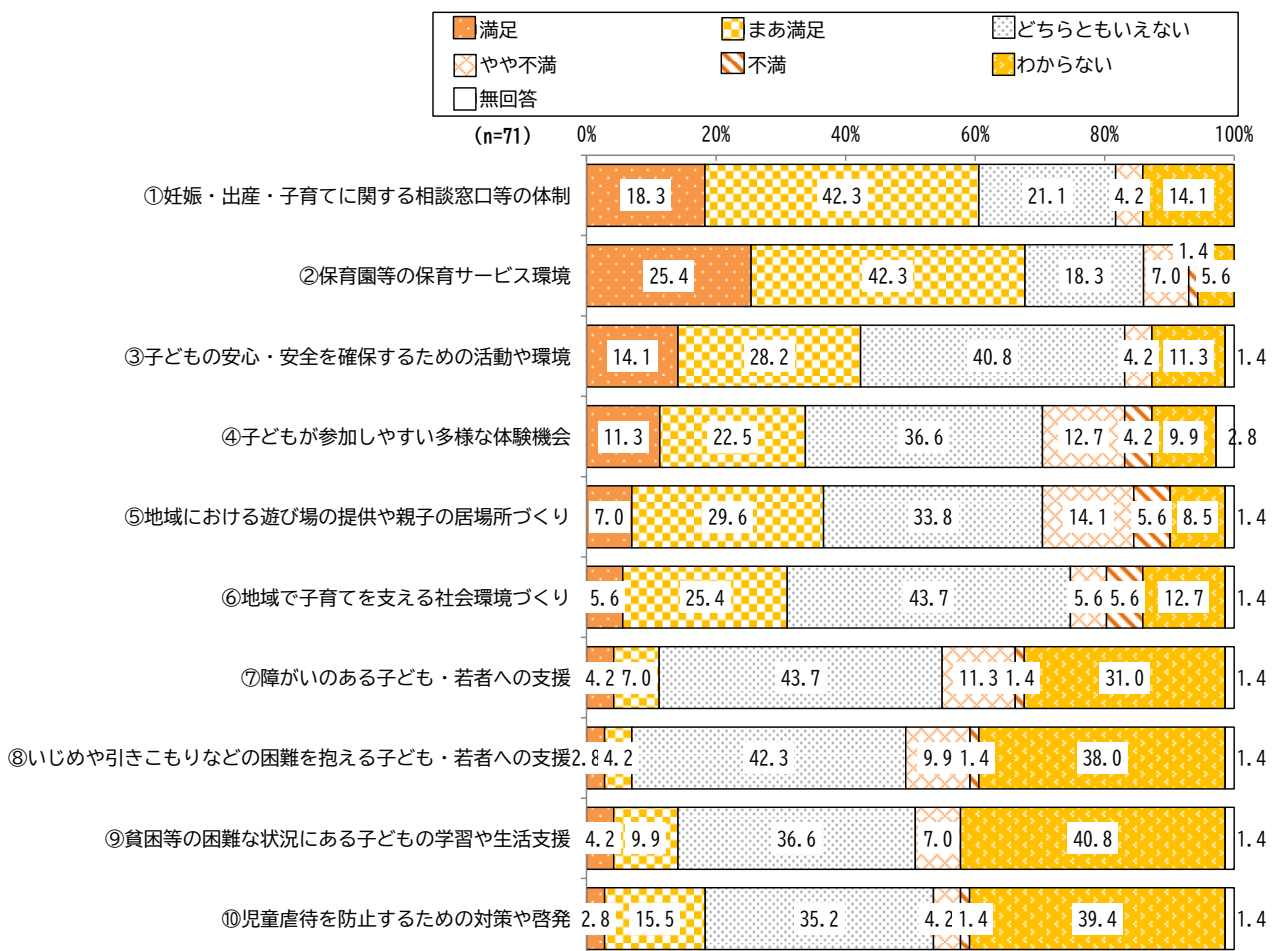 満足 まあ満足 どちらともいえない
やや不満 不満 わからない
無回答
(n=71) 0% 20% 40% 60% 80% 100%
①妊娠・出産・子育てに関する相談窓口等の体制 18.3 42.3 21.1 4.2 14.1
②保育園等の保育サービス環境 25.4 42.3 18.3 7.0 1.4 5.6
③子どもの安心・安全を確保するための活動や環境 14.1 28.2 40.8 4.2 11.3 1.4
④子どもが参加しやすい多様な体験機会 11.3 22.5 36.6 12.7 4.2 9.9 2.8
⑤地域における遊び場の提供や親子の居場所づくり 7.0 29.6 33.8 14.1 5.6 8.5 1.4
⑥地域で子育てを支える社会環境づくり 5.6 25.4 43.7 5.6 5.6 12.7 1.4
⑦障がいのある子ども・若者への支援 4.2 7.0 43.7 11.3 1.4 31.0 1.4
⑧いじめや引きこもりなどの困難を抱える子ども・若者への支援 2.8 4.2 42.3 9.9 1.4 38.0 1.4
⑨貧困等の困難な状況にある子どもの学習や生活支援 4.2 9.9 36.6 7.0 40.8 1.4
⑩児童虐待を防止するための対策や啓発 2.8 15.5 35.2 4.2 1.4 39.4 1.4